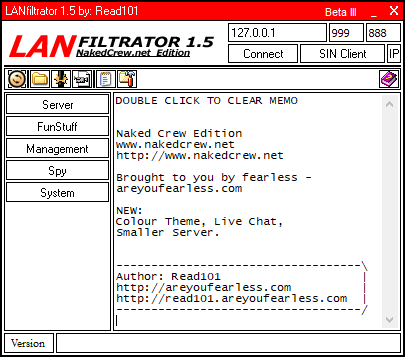 LANfiltrator 1.5 by: Read101
Beta III _ X
LAN FILTRATOR 1.5
NakedCrew.net Edition
127.0.0.1 999 888
Connect SIN Client IP
Server
FunStuff
Management
Spy
System
DOUBLE CLICK TO CLEAR MEMO
Naked Crew Edition
www.nakedcrew.net
http://www.nakedcrew.net
Brought to you by fearless -
areyoufearless.com
NEW:
Colour Theme, Live Chat,
Smaller Server.
-----------------------------------\
Author: Read101 |
http://areyoufearless.com |
http://read101.areyoufearless.com |
-----------------------------------/
Version